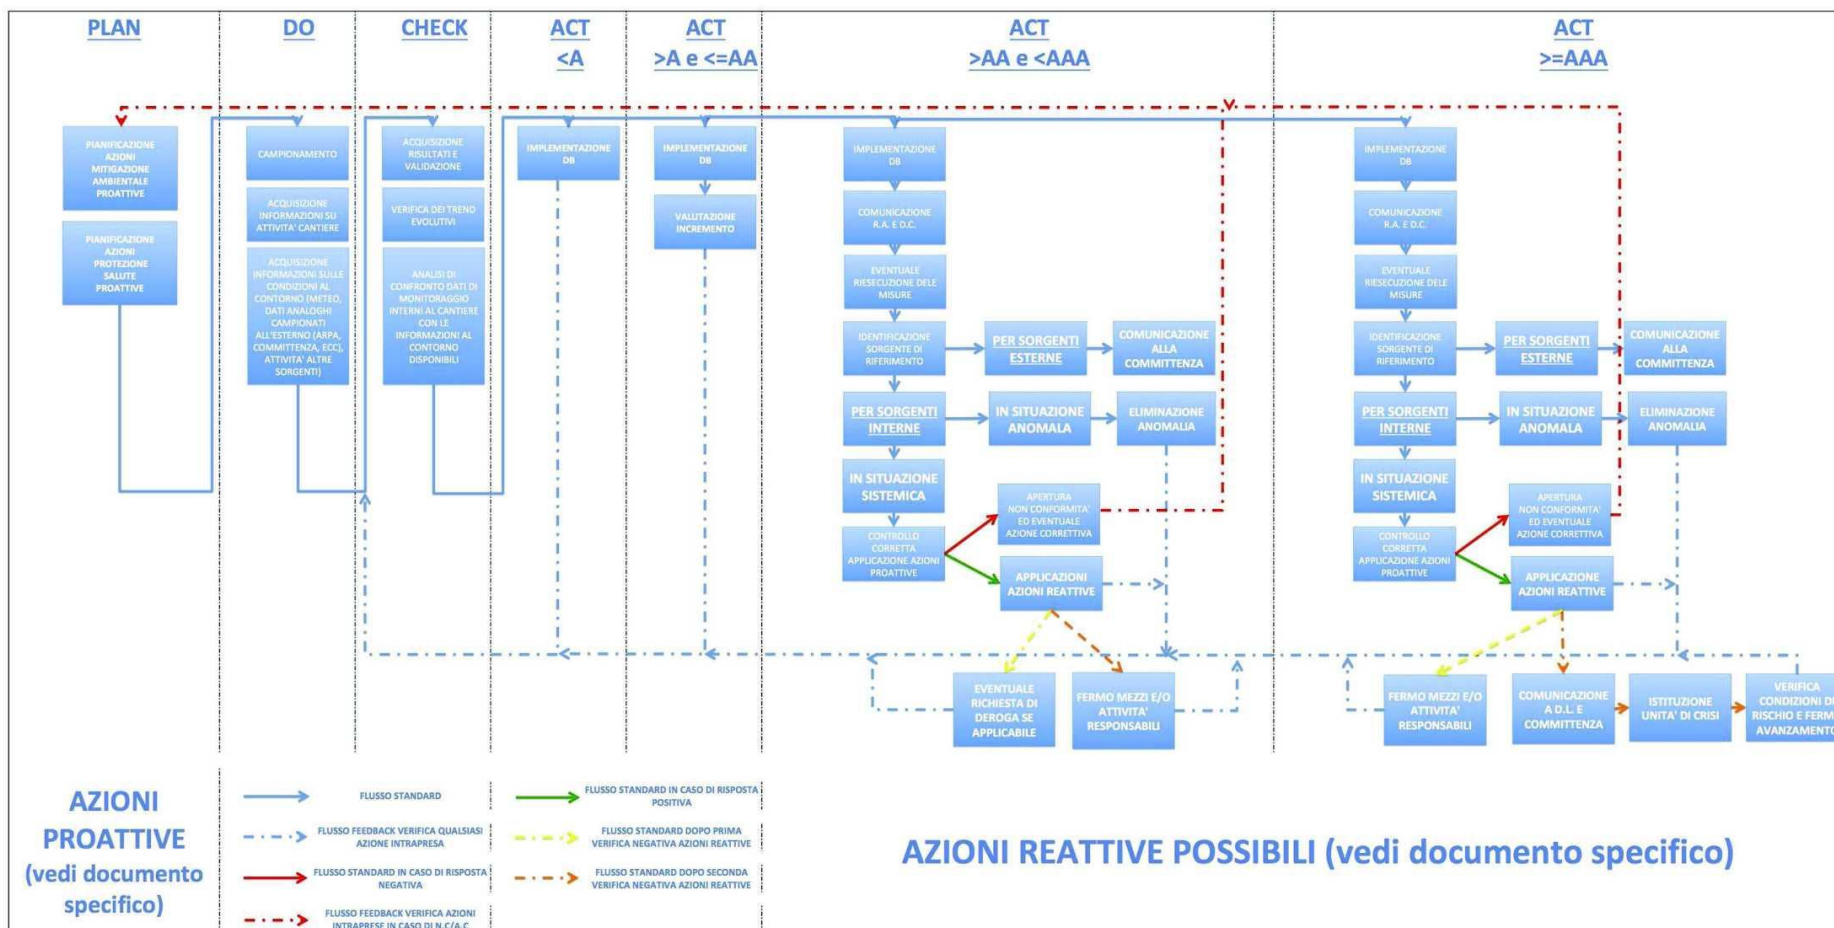 PLAN
DO
CHECK
ACT
<A
ACT
>A e <=AA
ACT
>AA e <AAA
ACT
>=AAA
PIANIFICAZIONE
AZIONI
MITIGAZIONE
AMBIENTALE
PROATTIVE
PIANIFICAZIONE
AZIONI
PROTEZIONE
SALUTE
PROATTIVE
CAMPIONAMENTO
ACQUISIZIONE
INFORMAZIONI SU
ATTIVITA' CANTIERE
ACQUISIZIONE
INFORMAZIONI SULLE
CONDIZIONI AL
CONTORNO (METEO,
DATI ANALOGHI
CAMPIONATI
ALL'ESTERNO (ARPA,
COMMITTENZA, ECC),
ATTIVITA' ALTRE
SORGENTI)
ACQUISIZIONE
RISULTATI E
VALIDAZIONE
VERIFICA DEI TREND
EVOLUTIVI
ANALISI DI
CONFRONTO DATI DI
MONITORAGGIO
INTERNI AL CANTIERE
CON LE
INFORMAZIONI AL
CONTORNO
DISPONIBILI
IMPLEMENTAZIONE
DB
IMPLEMENTAZIONE
DB
VALUTAZIONE
INCREMENTO
IMPLEMENTAZIONE
DB
COMUNICAZIONE
R.A. E D.C.
EVENTUALE
RIESECUZIONE DELE
MISURE
IDENTIFICAZIONE
SORGENTE DI
RIFERIMENTO
PER SORGENTI
ESTERNE
COMUNICAZIONE
ALLA
COMMITTENZA
PER SORGENTI
INTERNE
IN SITUAZIONE
ANOMALA
ELIMINAZIONE
ANOMALIA
IN SITUAZIONE
SISTEMICA
CONTROLLO
CORRETTA
APPLICAZIONE AZIONI
PROATTIVE
APERTURA
NON CONFORMITA'
ED EVENTUALE
AZIONE CORRETTIVA
APPLICAZIONI
AZIONI REATTIVE
EVENTUALE
RICHIESTA DI
DEROGA SE
APPLICABILE
FERMO MEZZI E/O
ATTIVITA'
RESPONSABILI
IMPLEMENTAZIONE
DB
COMUNICAZIONE
R.A. E D.C.
EVENTUALE
RIESECUZIONE DELE
MISURE
IDENTIFICAZIONE
SORGENTE DI
RIFERIMENTO
PER SORGENTI
ESTERNE
COMUNICAZIONE
ALLA
COMMITTENZA
PER SORGENTI
INTERNE
IN SITUAZIONE
ANOMALA
ELIMINAZIONE
ANOMALIA
IN SITUAZIONE
SISTEMICA
CONTROLLO
CORRETTA
APPLICAZIONE AZIONI
PROATTIVE
APERTURA
NON CONFORMITA'
ED EVENTUALE
AZIONE CORRETTIVA
APPLICAZIONE
AZIONI REATTIVE
FERMO MEZZI E/O
ATTIVITA'
RESPONSABILI
COMUNICAZIONE
A D.L. E
COMMITTENZA
ISTITUZIONE
UNITA' DI CRISI
VERIFICA
CONDIZIONI DI
RISCHIO E FERMO
AVANZAMENTO
AZIONI
PROATTIVE
(vedi documento
specifico)
FLUSSO STANDARD
FLUSSO FEEDBACK VERIFICA QUALSIASI
AZIONE INTRAPRESA
FLUSSO STANDARD IN CASO DI RISPOSTA
NEGATIVA
FLUSSO FEEDBACK VERIFICA AZIONI
INTRAPRESE IN CASO DI N.C/A.C
FLUSSO STANDARD IN CASO DI RISPOSTA
POSITIVA
FLUSSO STANDARD DOPO PRIMA
VERIFICA NEGATIVA AZIONI REATTIVE
FLUSSO STANDARD DOPO SECONDA
VERIFICA NEGATIVA AZIONI REATTIVE
AZIONI REATTIVE POSSIBILI (vedi documento specifico)